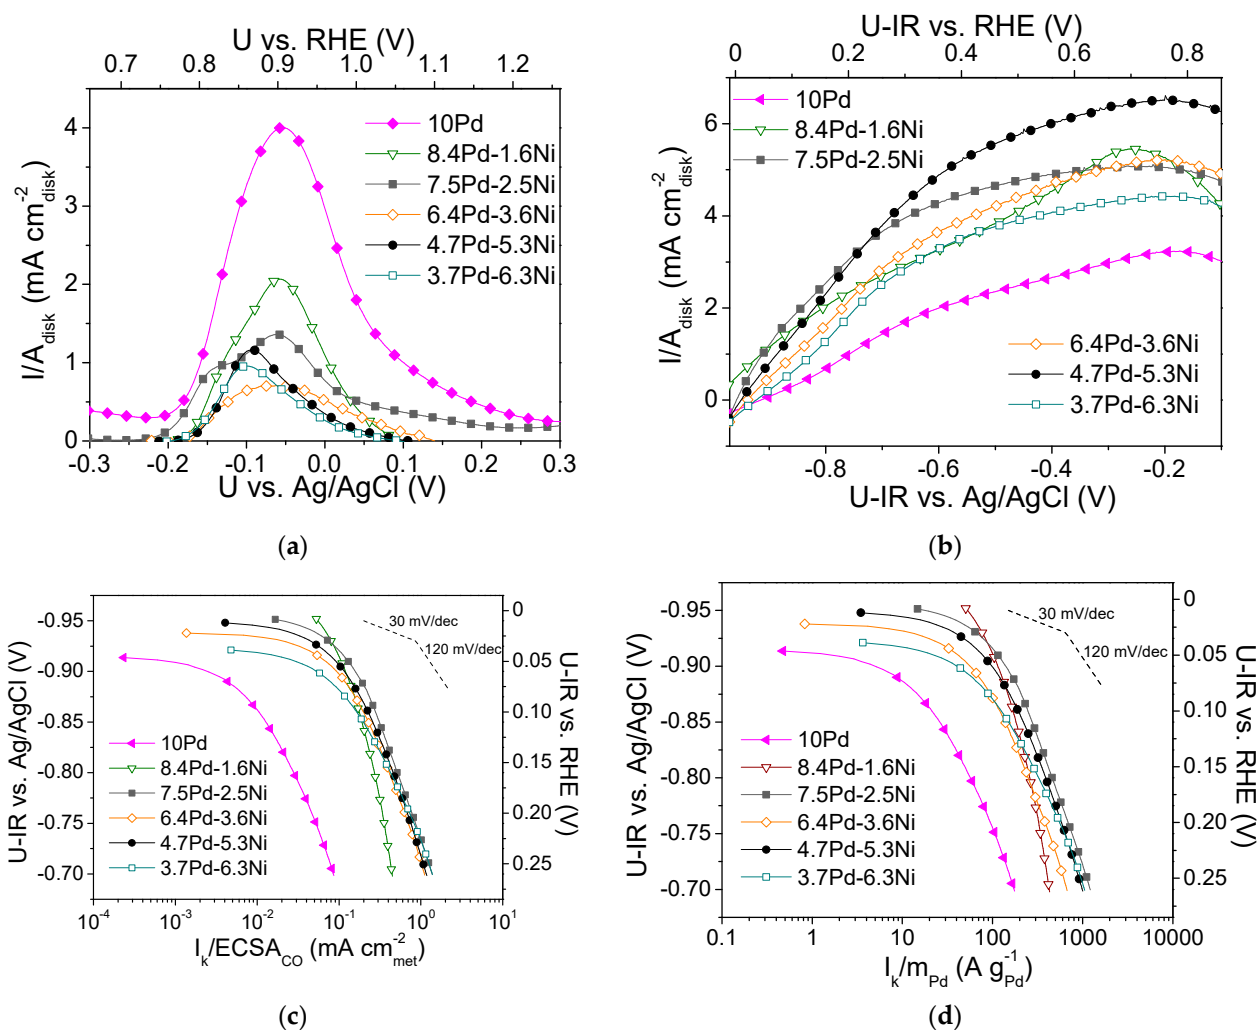 U vs. RHE (V)
0.7 0.8 0.9 1.0 1.1 1.2
I/A_disk (mA cm^-2_disk)
4
3
2
1
0
10Pd
8.4Pd-1.6Ni
7.5Pd-2.5Ni
6.4Pd-3.6Ni
4.7Pd-5.3Ni
3.7Pd-6.3Ni
-0.3 -0.2 -0.1 0.0 0.1 0.2 0.3
U vs. Ag/AgCl (V)
(a)
U-IR vs. RHE (V)
0 0.2 0.4 0.6 0.8
I/A_disk (mA cm^-2_disk)
6
4
2
0
10Pd
8.4Pd-1.6Ni
7.5Pd-2.5Ni
6.4Pd-3.6Ni
4.7Pd-5.3Ni
3.7Pd-6.3Ni
-0.8 -0.6 -0.4 -0.2
U-IR vs. Ag/AgCl (V)
(b)
U-IR vs. Ag/AgCl (V)
-0.95
-0.90
-0.85
-0.80
-0.75
-0.70
30 mV/dec
120 mV/dec
10Pd
8.4Pd-1.6Ni
7.5Pd-2.5Ni
6.4Pd-3.6Ni
4.7Pd-5.3Ni
3.7Pd-6.3Ni
0
0.05
0.10
0.15
0.20
0.25
U-IR vs. RHE (V)
10^-4 10^-3 10^-2 10^-1 10^0 10^1
I_k/ECSA_CO (mA cm^-2_met)
(c)
U-IR vs. Ag/AgCl (V)
-0.95
-0.90
-0.85
-0.80
-0.75
-0.70
30 mV/dec
120 mV/dec
10Pd
8.4Pd-1.6Ni
7.5Pd-2.5Ni
6.4Pd-3.6Ni
4.7Pd-5.3Ni
3.7Pd-6.3Ni
0
0.05
0.10
0.15
0.20
0.25
U-IR vs. RHE (V)
0.1 1 10 100 1000 10000
I_k/m_Pd (A g^-1_Pd)
(d)